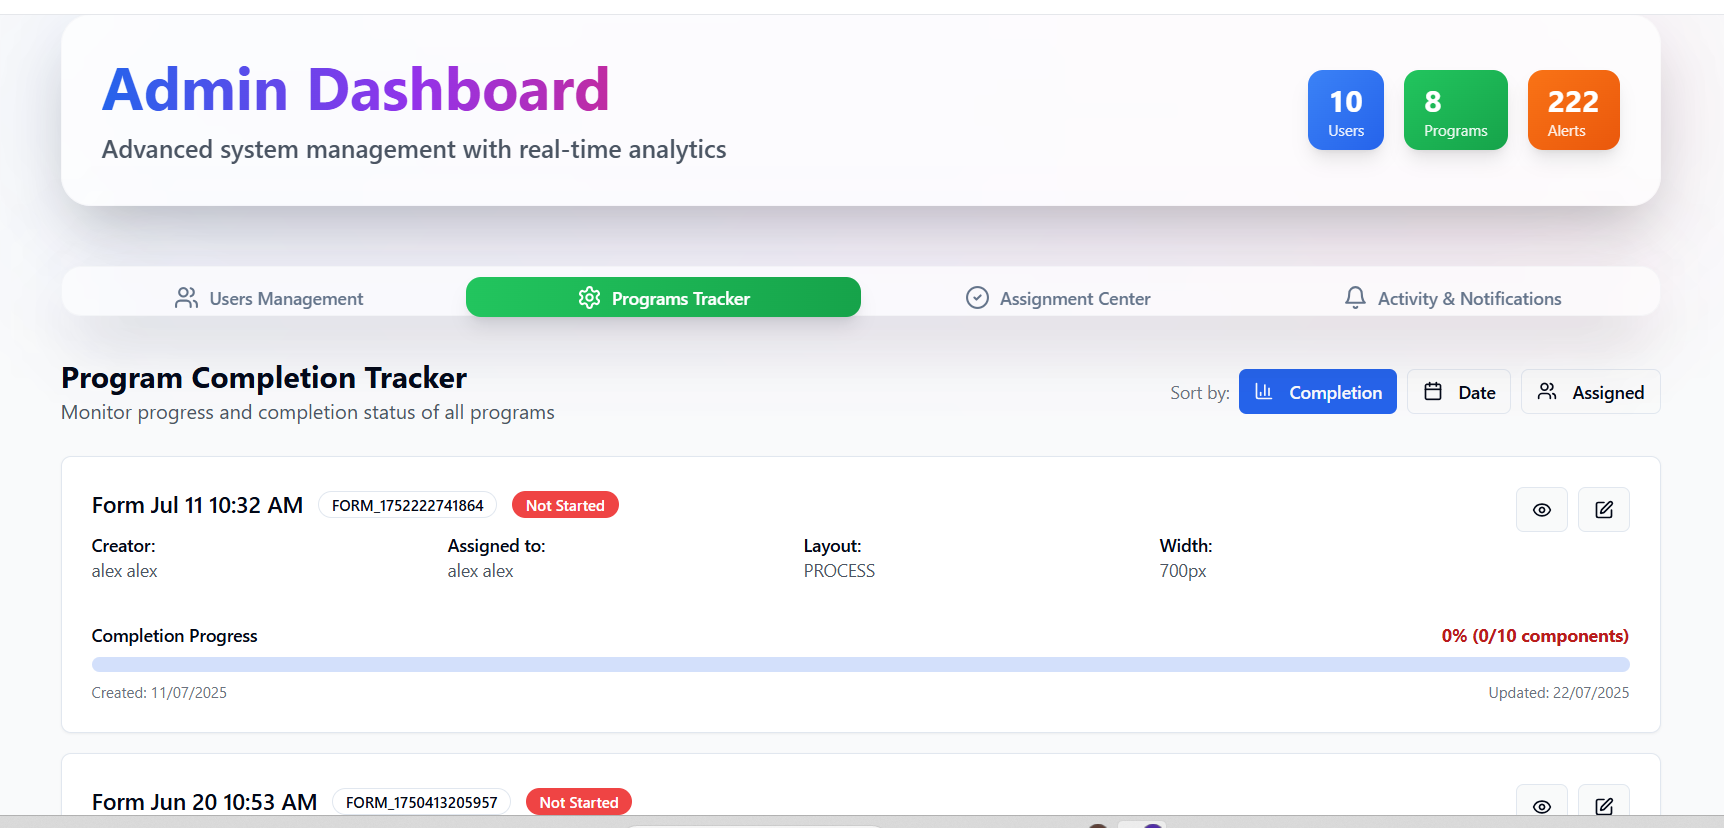 Admin Dashboard
Advanced system management with real-time analytics
10
Users
8
Programs
222
Alerts
Users Management
Programs Tracker
Assignment Center
Activity & Notifications
Program Completion Tracker
Monitor progress and completion status of all programs
Sort by:
Completion
Date
Assigned
Form Jul 11 10:32 AM
FORM_1752222741864
Not Started
Creator:
alex alex
Assigned to:
alex alex
Layout:
PROCESS
Width:
700px
Completion Progress
0% (0/10 components)
Created: 11/07/2025
Updated: 22/07/2025
Form Jun 20 10:53 AM
FORM_1750413205957
Not Started